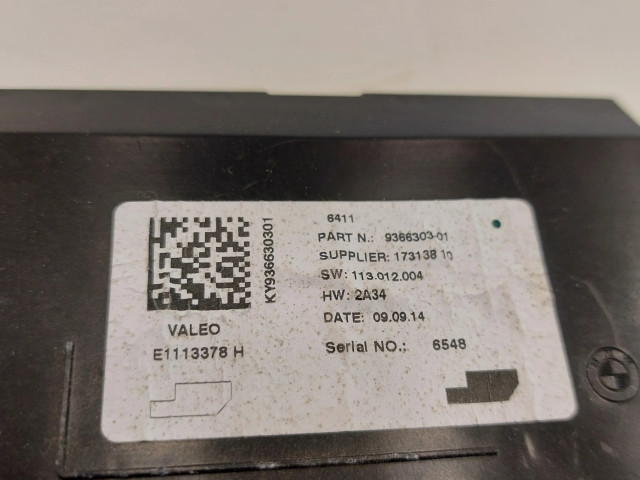 6411
PART N.: 9366303-01
SUPPLIER: 173138 10
SW: 113.012.004
HW: 2A34
DATE: 09.09.14
Serial NO.: 6548
KY936630301
VALEO
E1113378 H